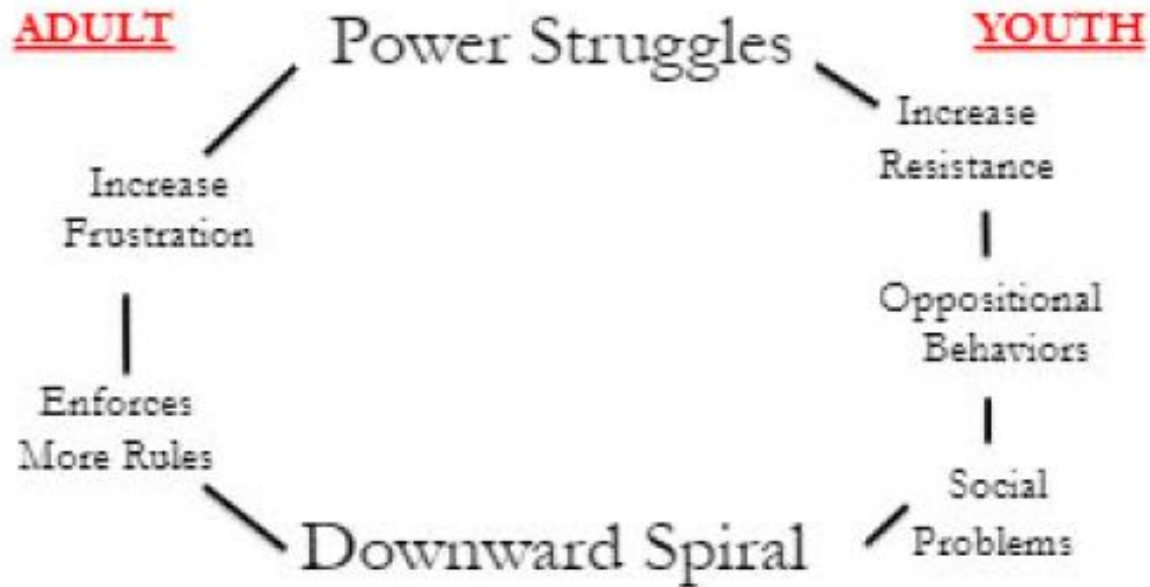 ADULT
Power Struggles
YOUTH
Increase
Resistance
Increase
Frustration
Oppositional
Behaviors
Enforces
More Rules
Social
Problems
Downward Spiral